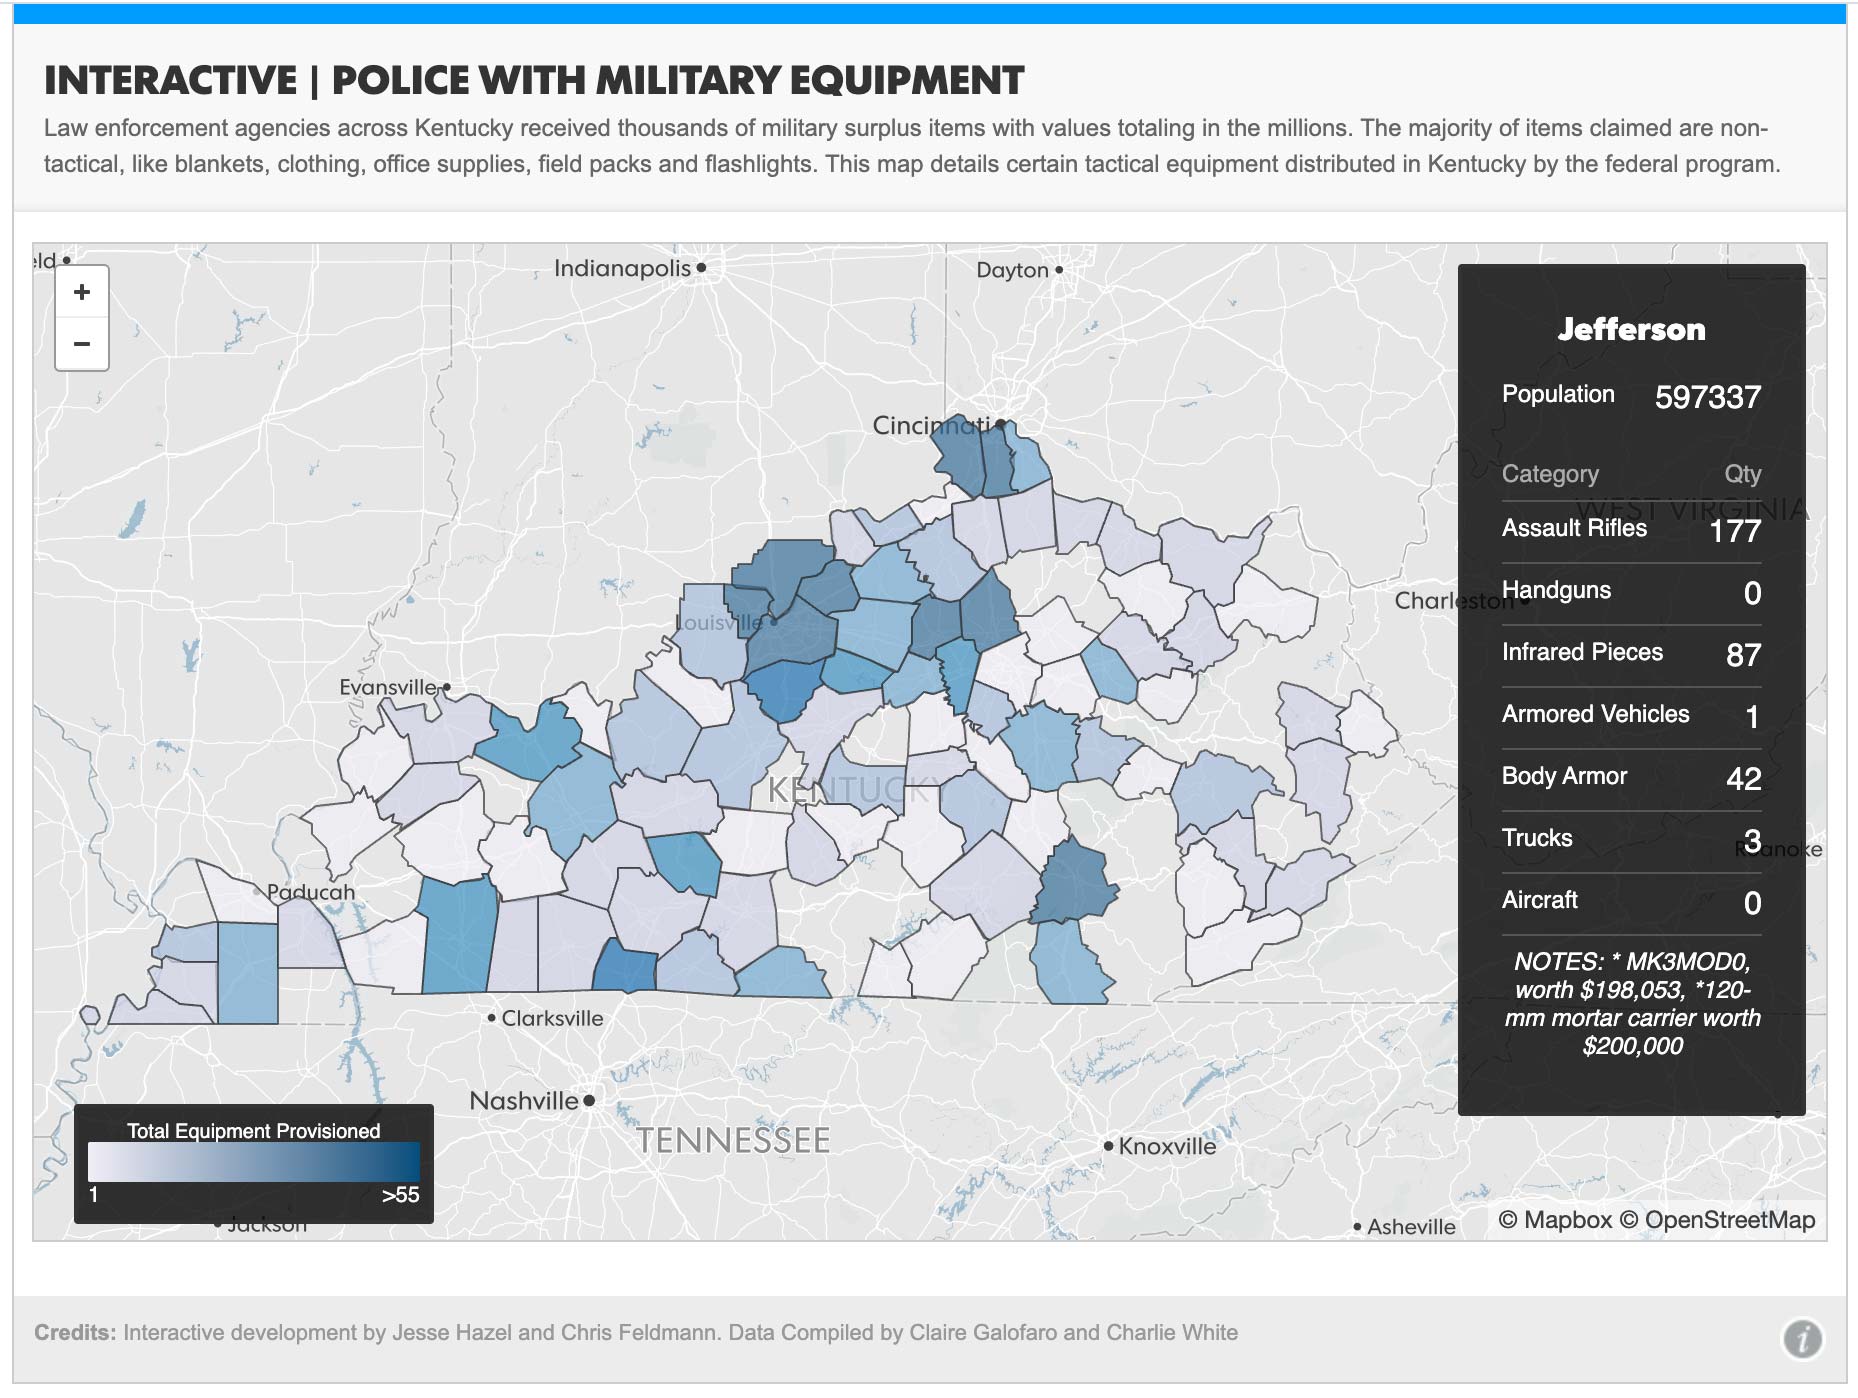 INTERACTIVE | POLICE WITH MILITARY EQUIPMENT
Law enforcement agencies across Kentucky received thousands of military surplus items with values totaling in the millions. The majority of items claimed are non-
tactical, like blankets, clothing, office supplies, field packs and flashlights. This map details certain tactical equipment distributed in Kentucky by the federal program.
eld
+
−
Indianapolis
Dayton
Cincinnati
Louisville
Evansville
KENTUCKY
Paducah
Clarksville
Nashville
TENNESSEE
Knoxville
Jackson
Asheville
Charleston
WEST VIRGINIA
Roanoke
Jefferson
Population 597337
Category Qty
Assault Rifles 177
Handguns 0
Infrared Pieces 87
Armored Vehicles 1
Body Armor 42
Trucks 3
Aircraft 0
NOTES: * MK3MOD0,
worth $198,053, *120-
mm mortar carrier worth
$200,000
Total Equipment Provisioned
1 >55
© Mapbox © OpenStreetMap
Credits: Interactive development by Jesse Hazel and Chris Feldmann. Data Compiled by Claire Galofaro and Charlie White
i